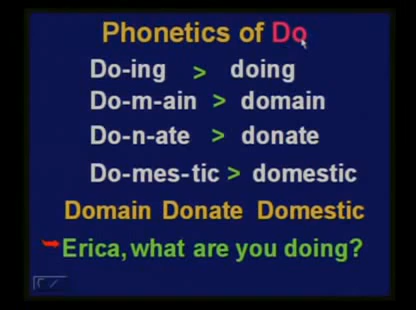 Phonetics of Do
Do-ing > doing
Do-m-ain > domain
Do-n-ate > donate
Do-mes-tic > domestic
Domain Donate Domestic
Erica, what are you doing?